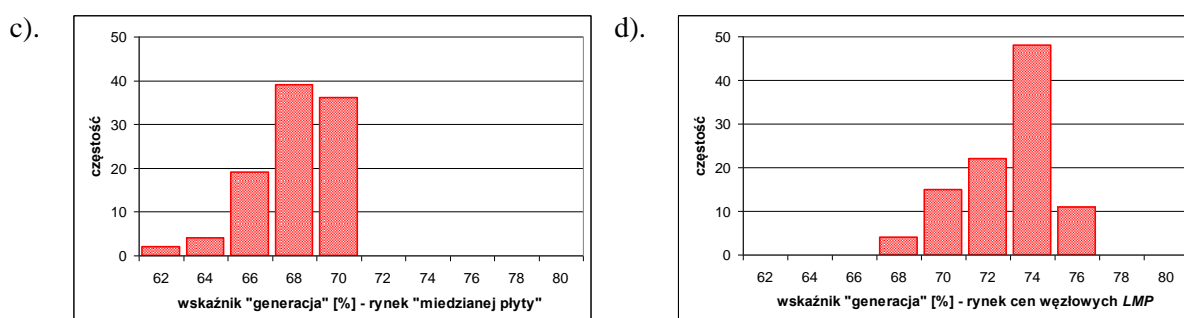 c).
50
40
30
20
10
0
częstość
62 64 66 68 70 72 74 76 78 80
wskaźnik "generacja" [%] - rynek "miedzianej płyty"
d).
50
40
30
20
10
0
częstość
62 64 66 68 70 72 74 76 78 80
wskaźnik "generacja" [%] - rynek cen węzłowych LMP